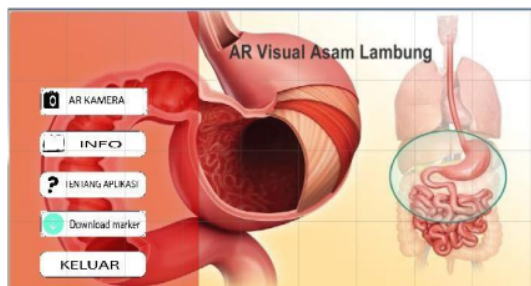 AR Visual Asam Lambung
AR KAMERA
INFO
TENTANG APLIKASI
Download marker
KELUAR